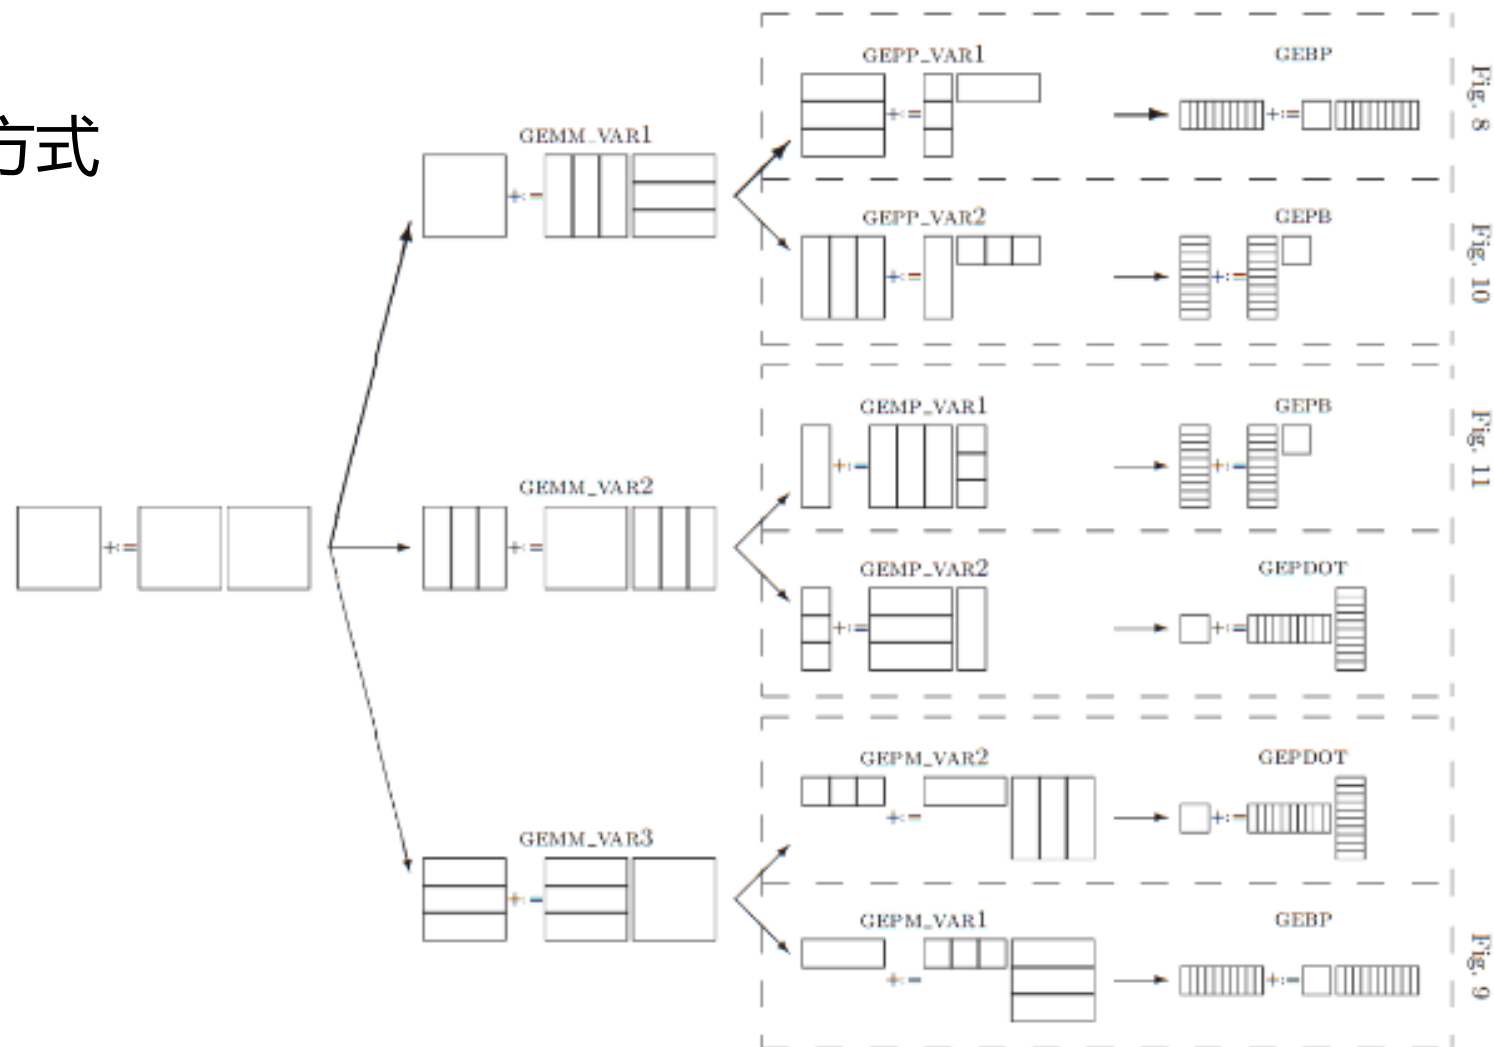 方式
GEMM_VAR1
+:=
GEPP_VAR1
+:=
GEBP
+:=
Fig. 8
GEPP_VAR2
+:=
GEPB
+:=
Fig. 10
+:=
GEMM_VAR2
+:=
GEMP_VAR1
+:=
GEPB
+:=
Fig. 11
GEMP_VAR2
+:=
GEPDOT
+:=
GEMM_VAR3
+:=
GEPM_VAR2
+:=
GEPDOT
+:=
GEPM_VAR1
+:=
GEBP
+:=
Fig. 9